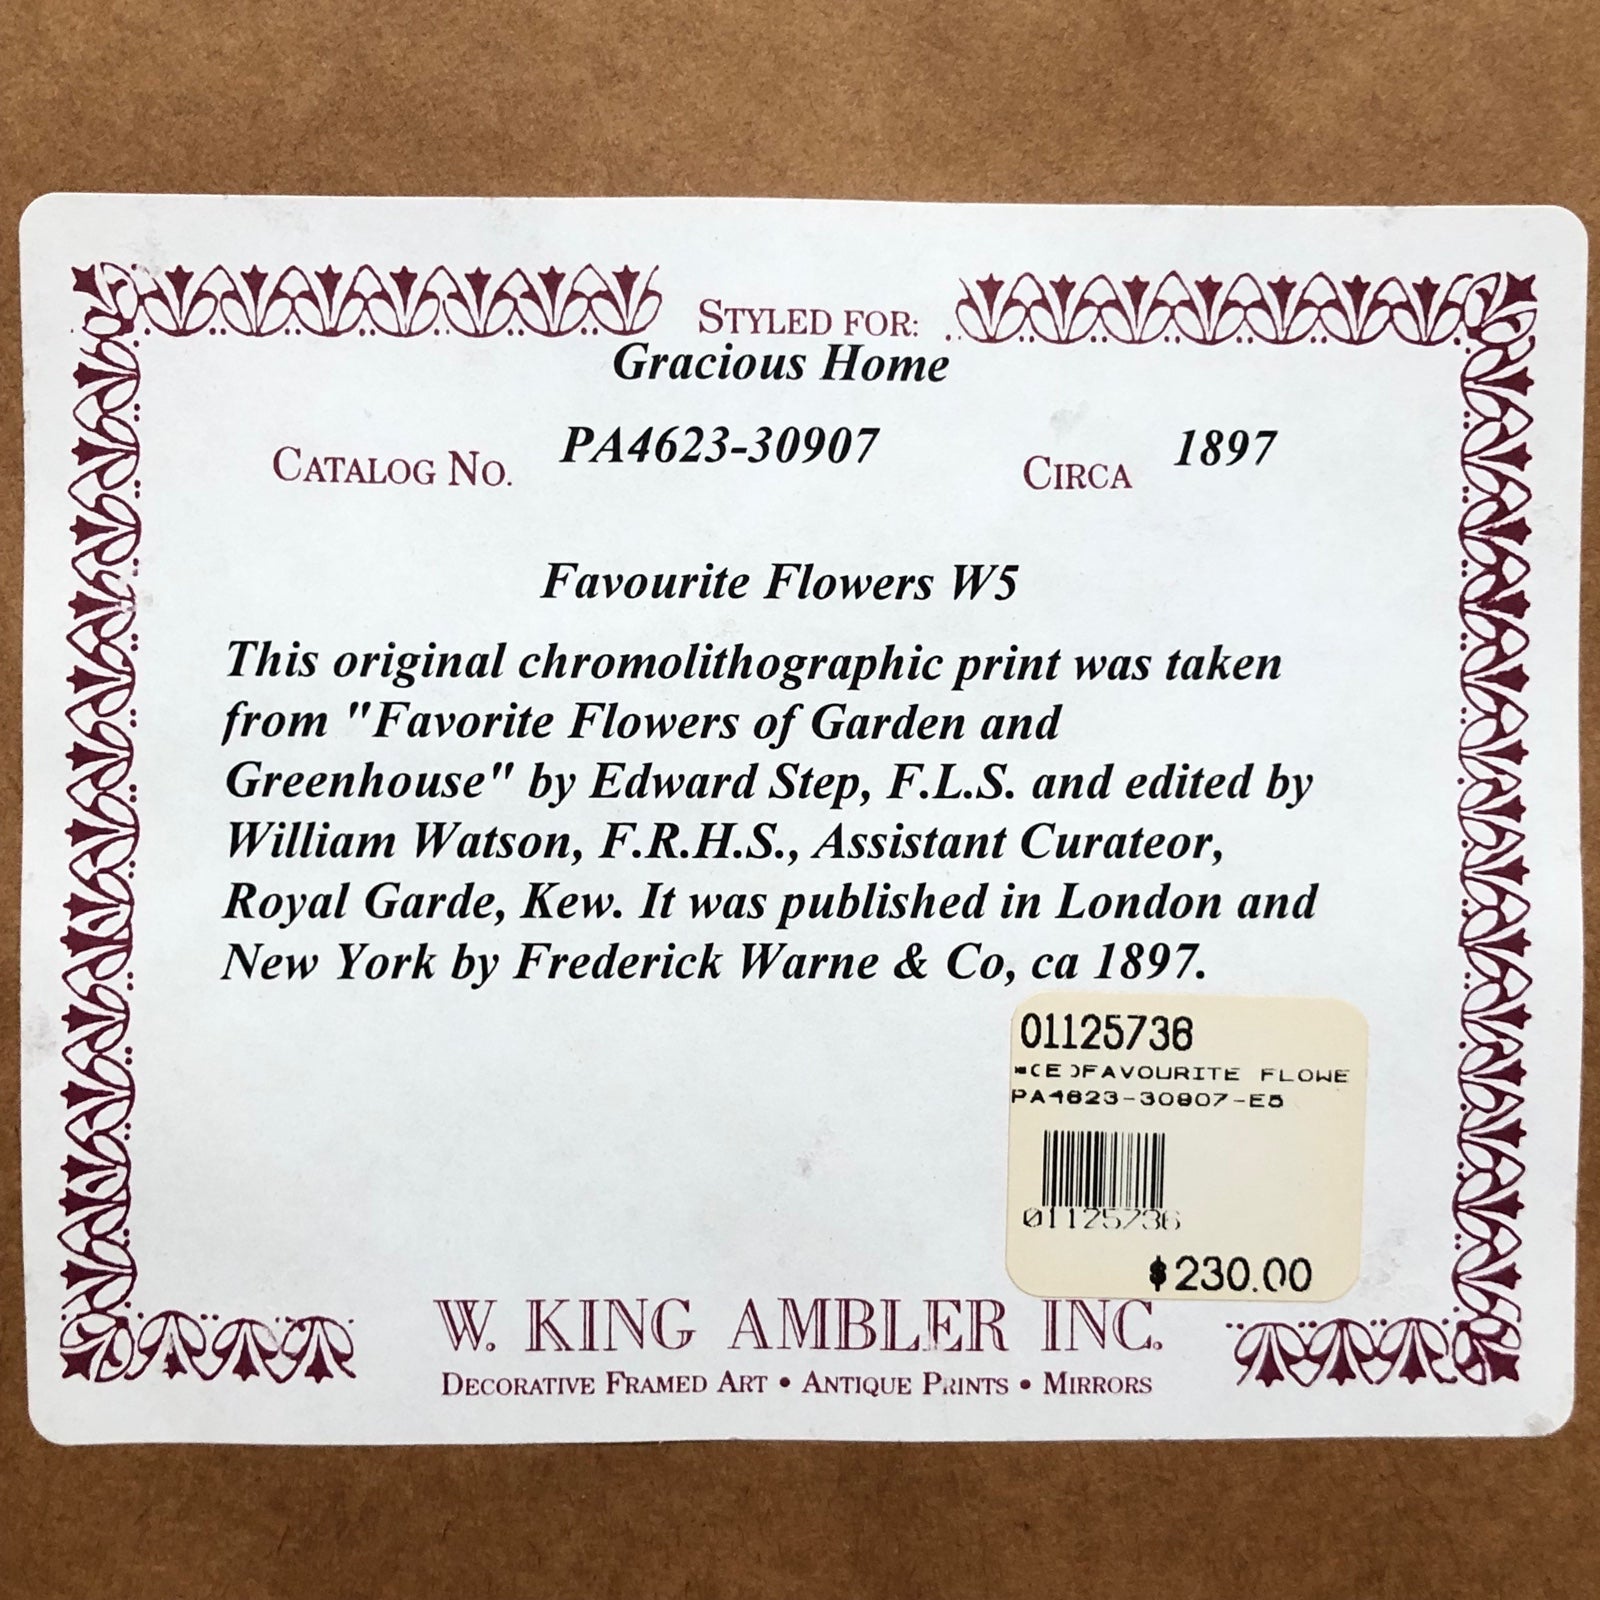 STYLED FOR:
Gracious Home
CATALOG NO. PA4623-30907 CIRCA 1897
Favourite Flowers W5
This original chromolithographic print was taken
from "Favorite Flowers of Garden and
Greenhouse" by Edward Step, F.L.S. and edited by
William Watson, F.R.H.S., Assistant Curateor,
Royal Garde, Kew. It was published in London and
New York by Frederick Warne & Co, ca 1897.
01125736
*(E)FAVOURITE FLOWE
PA4623-30907-E5
01125736
$230.00
W. KING AMBLER INC.
DECORATIVE FRAMED ART • ANTIQUE PRINTS • MIRRORS